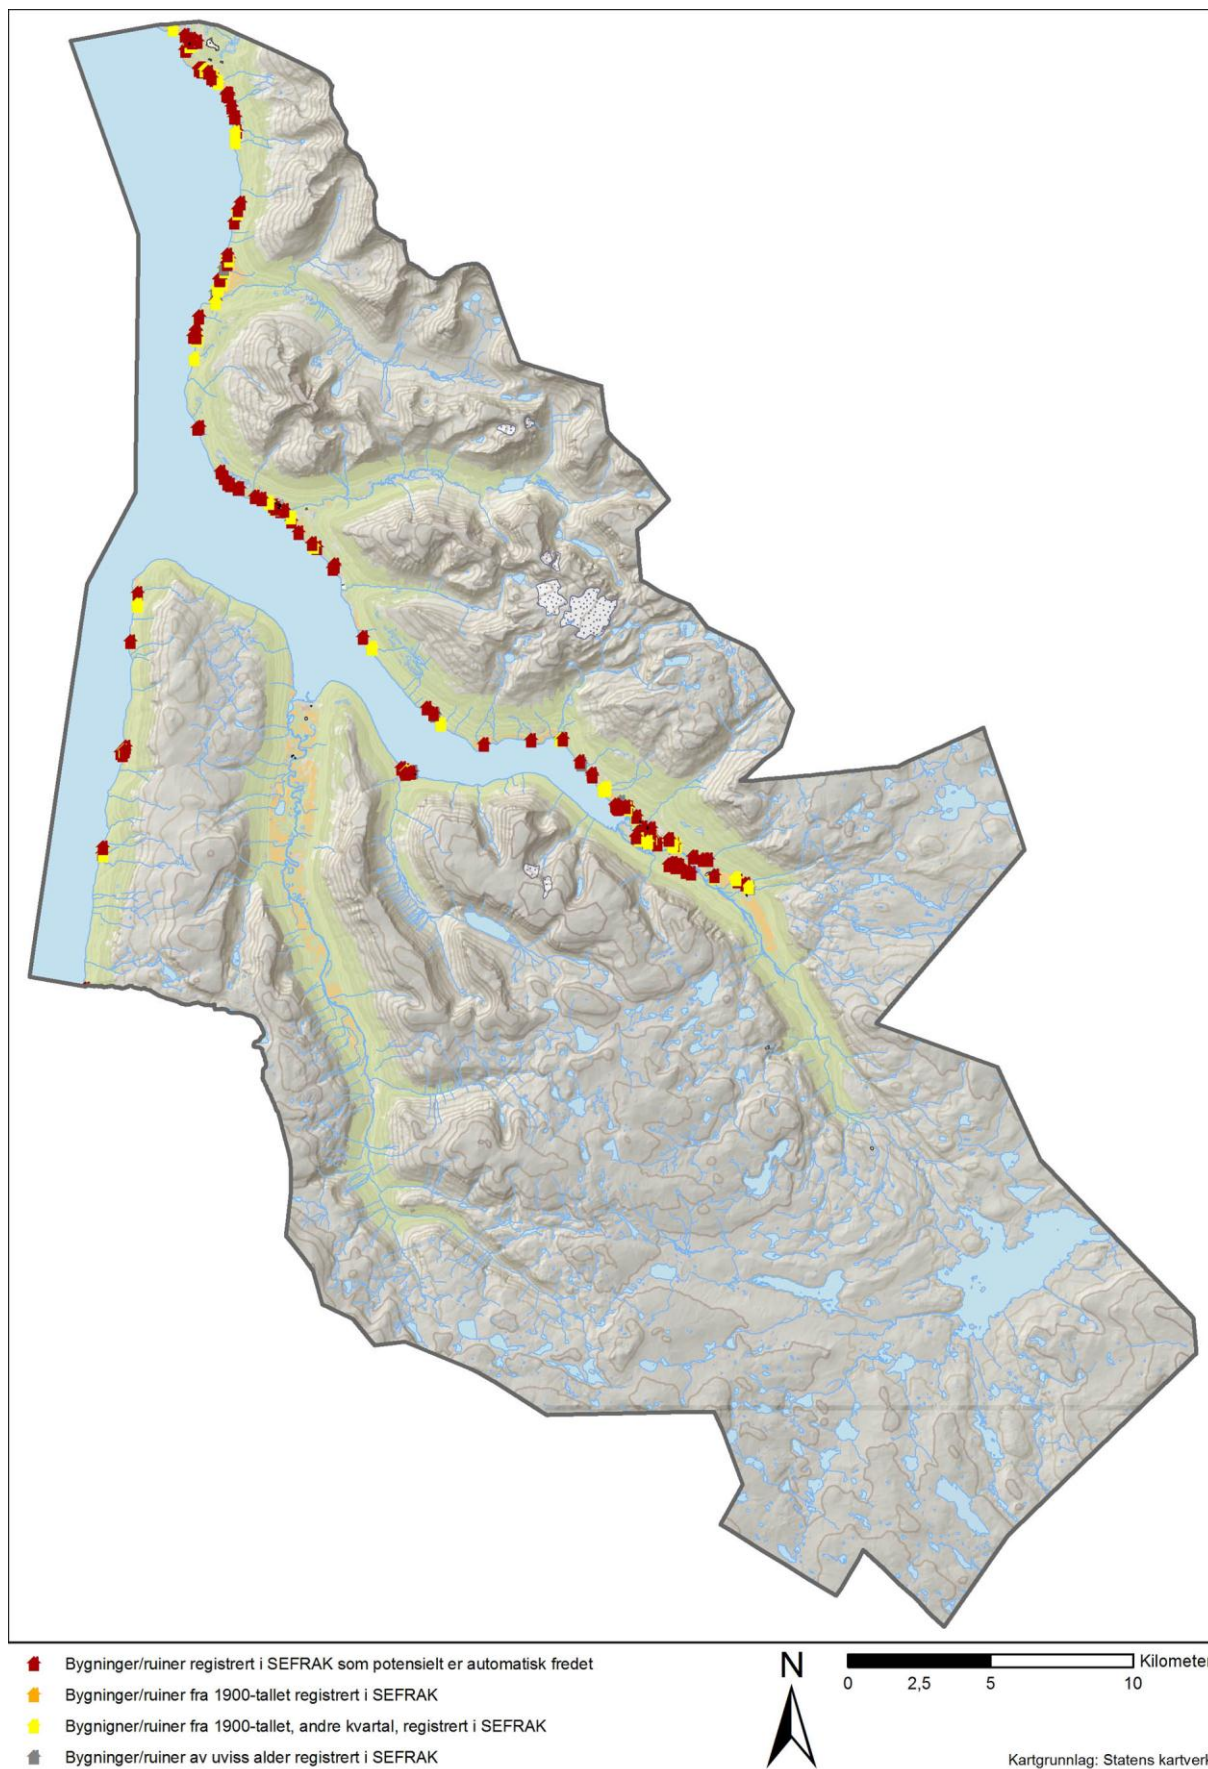 Bygninger/ruiner registrert i SEFRAK som potensielt er automatisk fredet
Bygninger/ruiner fra 1900-tallet registrert i SEFRAK
Bygnigner/ruiner fra 1900-tallet, andre kvartal, registrert i SEFRAK
Bygninger/ruiner av uviss alder registrert i SEFRAK
N
Kilometer
0 2,5 5 10
Kartgrunnlag: Statens kartverk